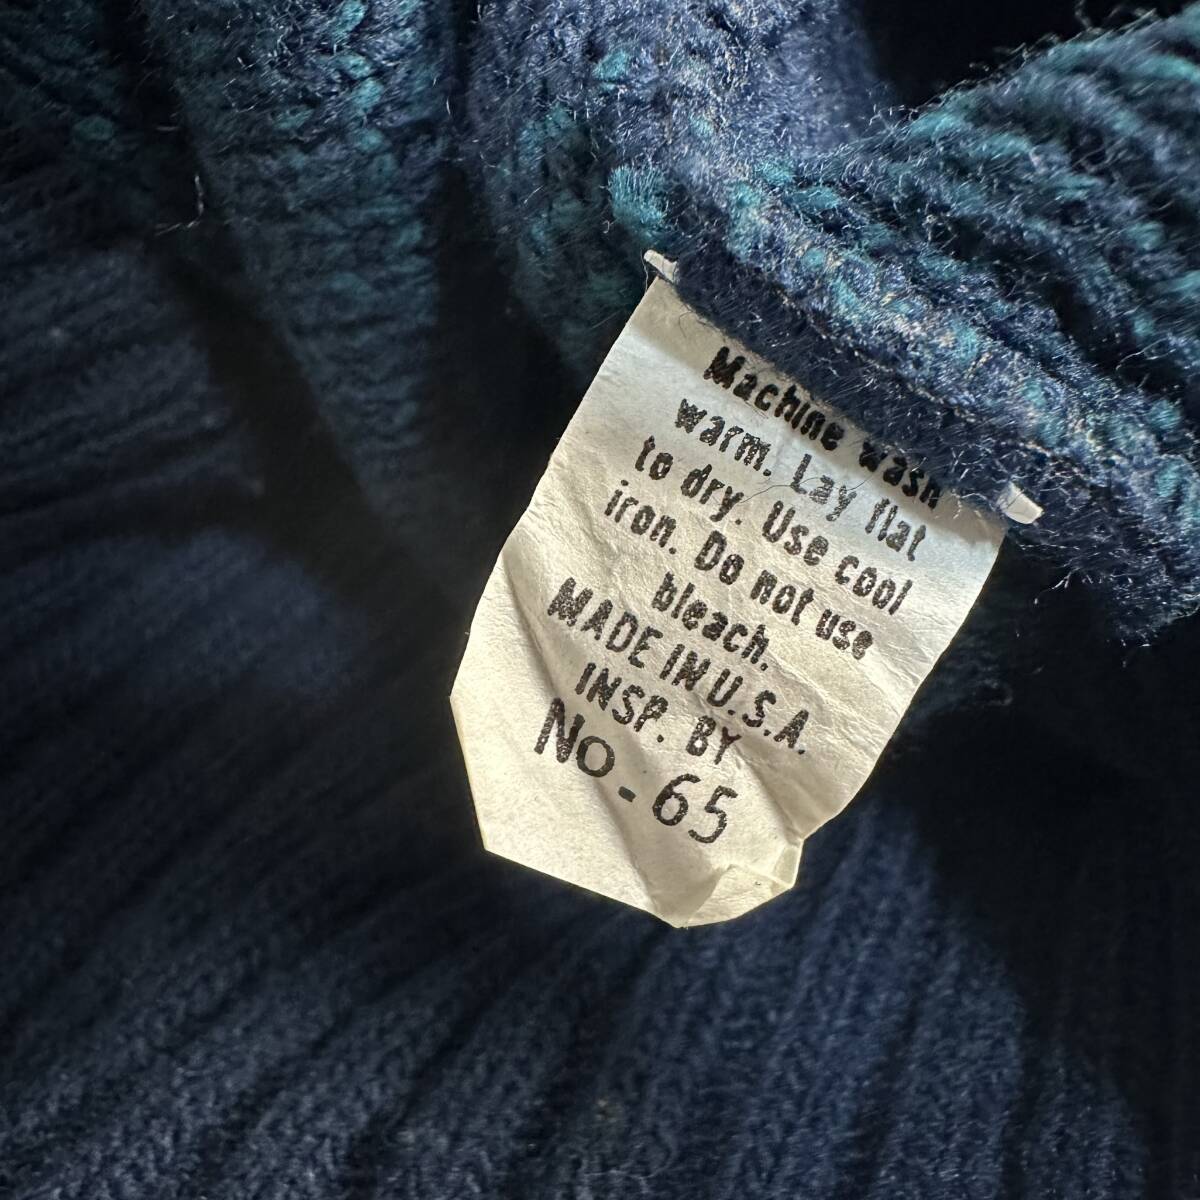 Machine wash
warm. Lay flat
to dry. Use cool
iron. Do not use
bleach.
MADE IN U.S.A.
INSP. BY
No-65